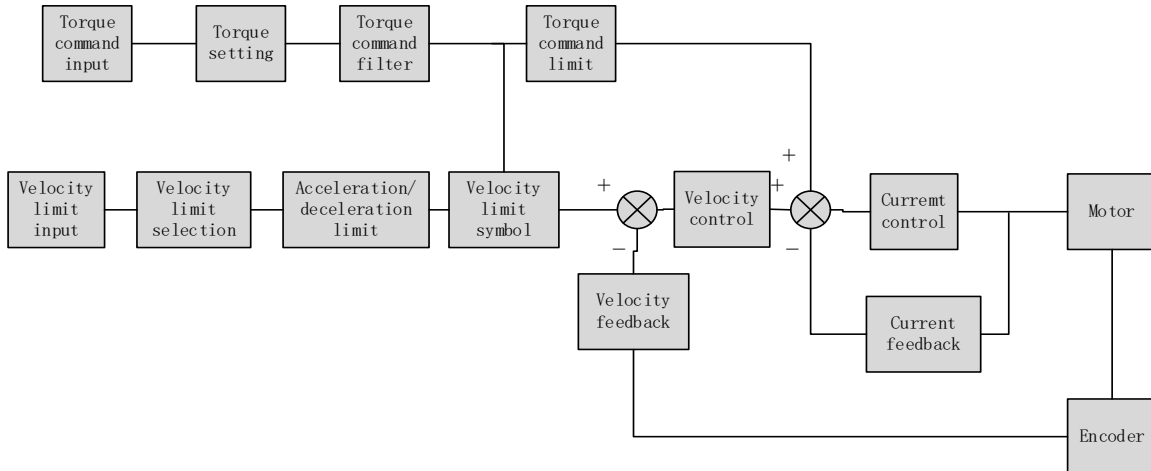 Torque
command
input
Torque
setting
Torque
command
filter
Torque
command
limit
Velocity
limit
input
Velocity
limit
selection
Acceleration/
deceleration
limit
Velocity
limit
symbol
+
−
Velocity
control
+
+
−
Curremt
control
Motor
Velocity
feedback
Current
feedback
Encoder